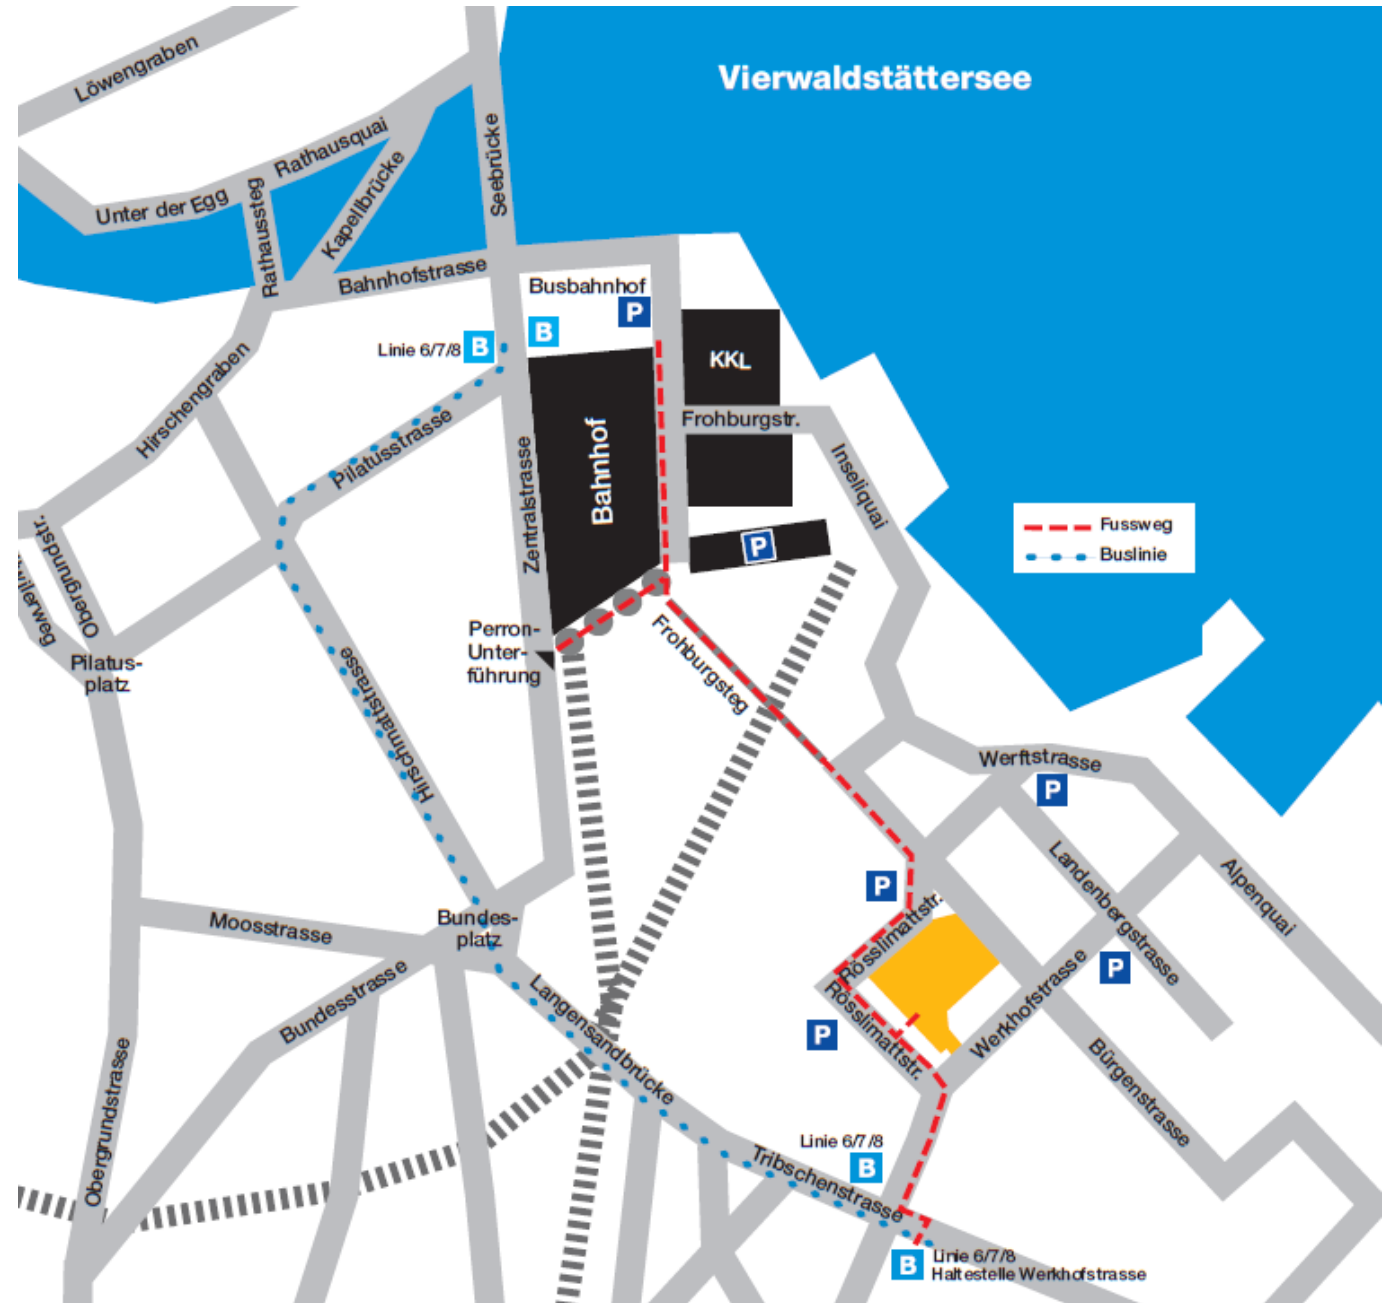 Vierwaldstättersee
Löwengraben
Rathausquai
Unter der Egg
Rathaussteg
Kapellbrücke
Seebrücke
Bahnhofstrasse
Busbahnhof
P
B
Linie 6/7/8
B
KKL
Hirschengraben
Pilatusstrasse
Frohburgstr.
Bahnhof
Zentralstrasse
Inseliquai
P
Fussweg
Buslinie
Obergrundstr.
Perron-
Unter-
führung
Pilatus-
platz
Hirschmattstrasse
Frohburgsteg
Werftstrasse
P
Landenbergstrasse
Alpenquai
P
Bundes-
platz
Moosstrasse
Bundesstrasse
Rösslimattstr.
Rösslimattstr.
P
P
Werkhofstrasse
Langensandbrücke
Bürgenstrasse
Obergrundstrasse
Linie 6/7/8
B
Tribschenstrasse
B
Linie 6/7/8
Haltestelle Werkhofstrasse